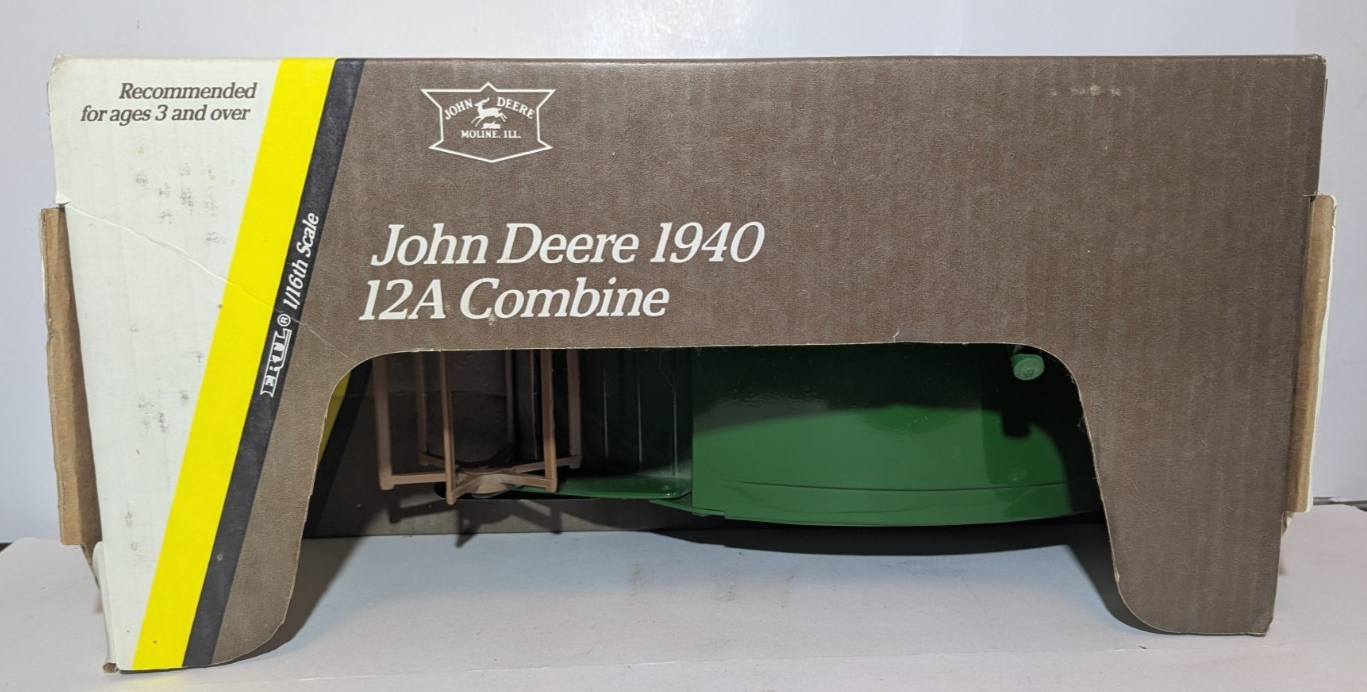 Recommended
for ages 3 and over
JOHN DEERE
MOLINE, ILL.
John Deere 1940
12A Combine
ERTL® 1/16th Scale